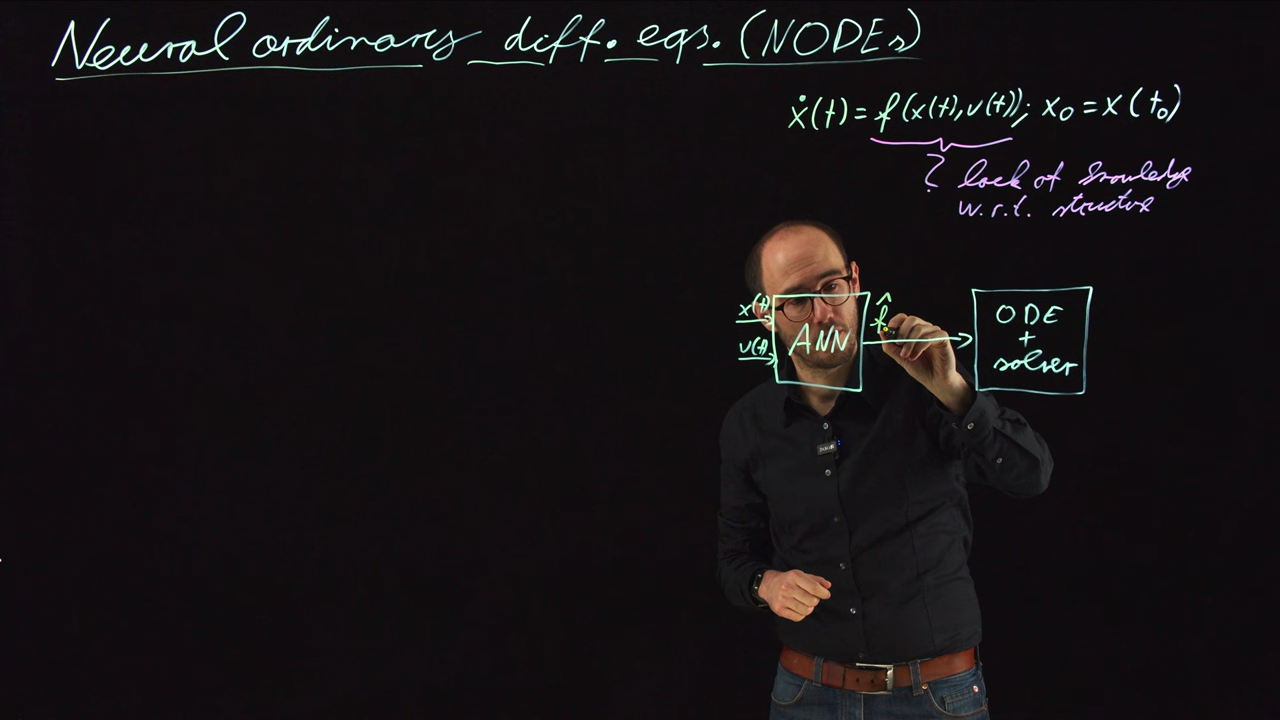 Neural ordinary diff. eqs. (NODEs)
ẋ(t) = f(x(t), u(t)); x₀ = x(t₀)
? lack of knowledge
w.r.t. structure
x(t)
u(t)
ANN
f̂
ODE
+
solver